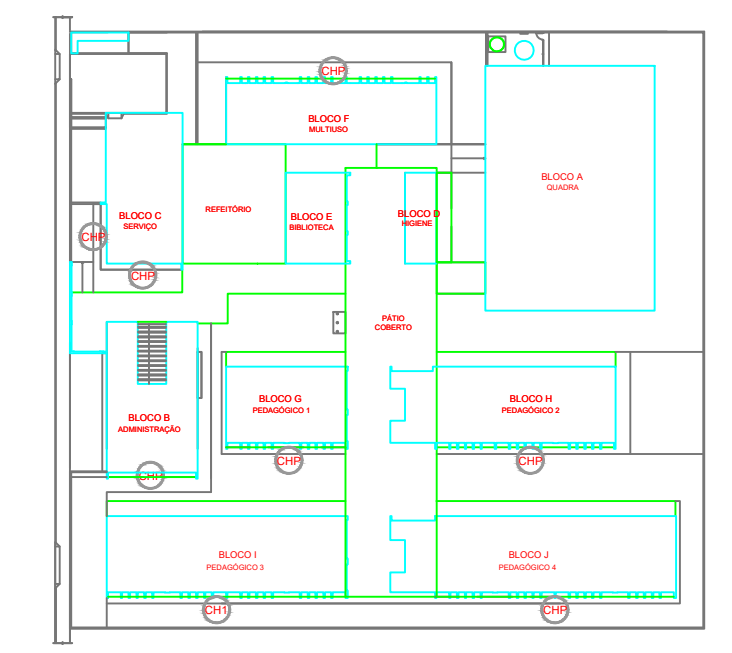 CHP
BLOCO F
MULTIUSO
BLOCO A
QUADRA
BLOCO C
SERVIÇO
REFEITÓRIO
BLOCO E
BIBLIOTECA
BLOCO D
HIGIENE
CHP
CHP
PÁTIO
COBERTO
BLOCO G
PEDAGÓGICO 1
BLOCO H
PEDAGÓGICO 2
BLOCO B
ADMINISTRAÇÃO
CHP
CHP
CHP
BLOCO I
PEDAGÓGICO 3
BLOCO J
PEDAGÓGICO 4
CH1
CHP